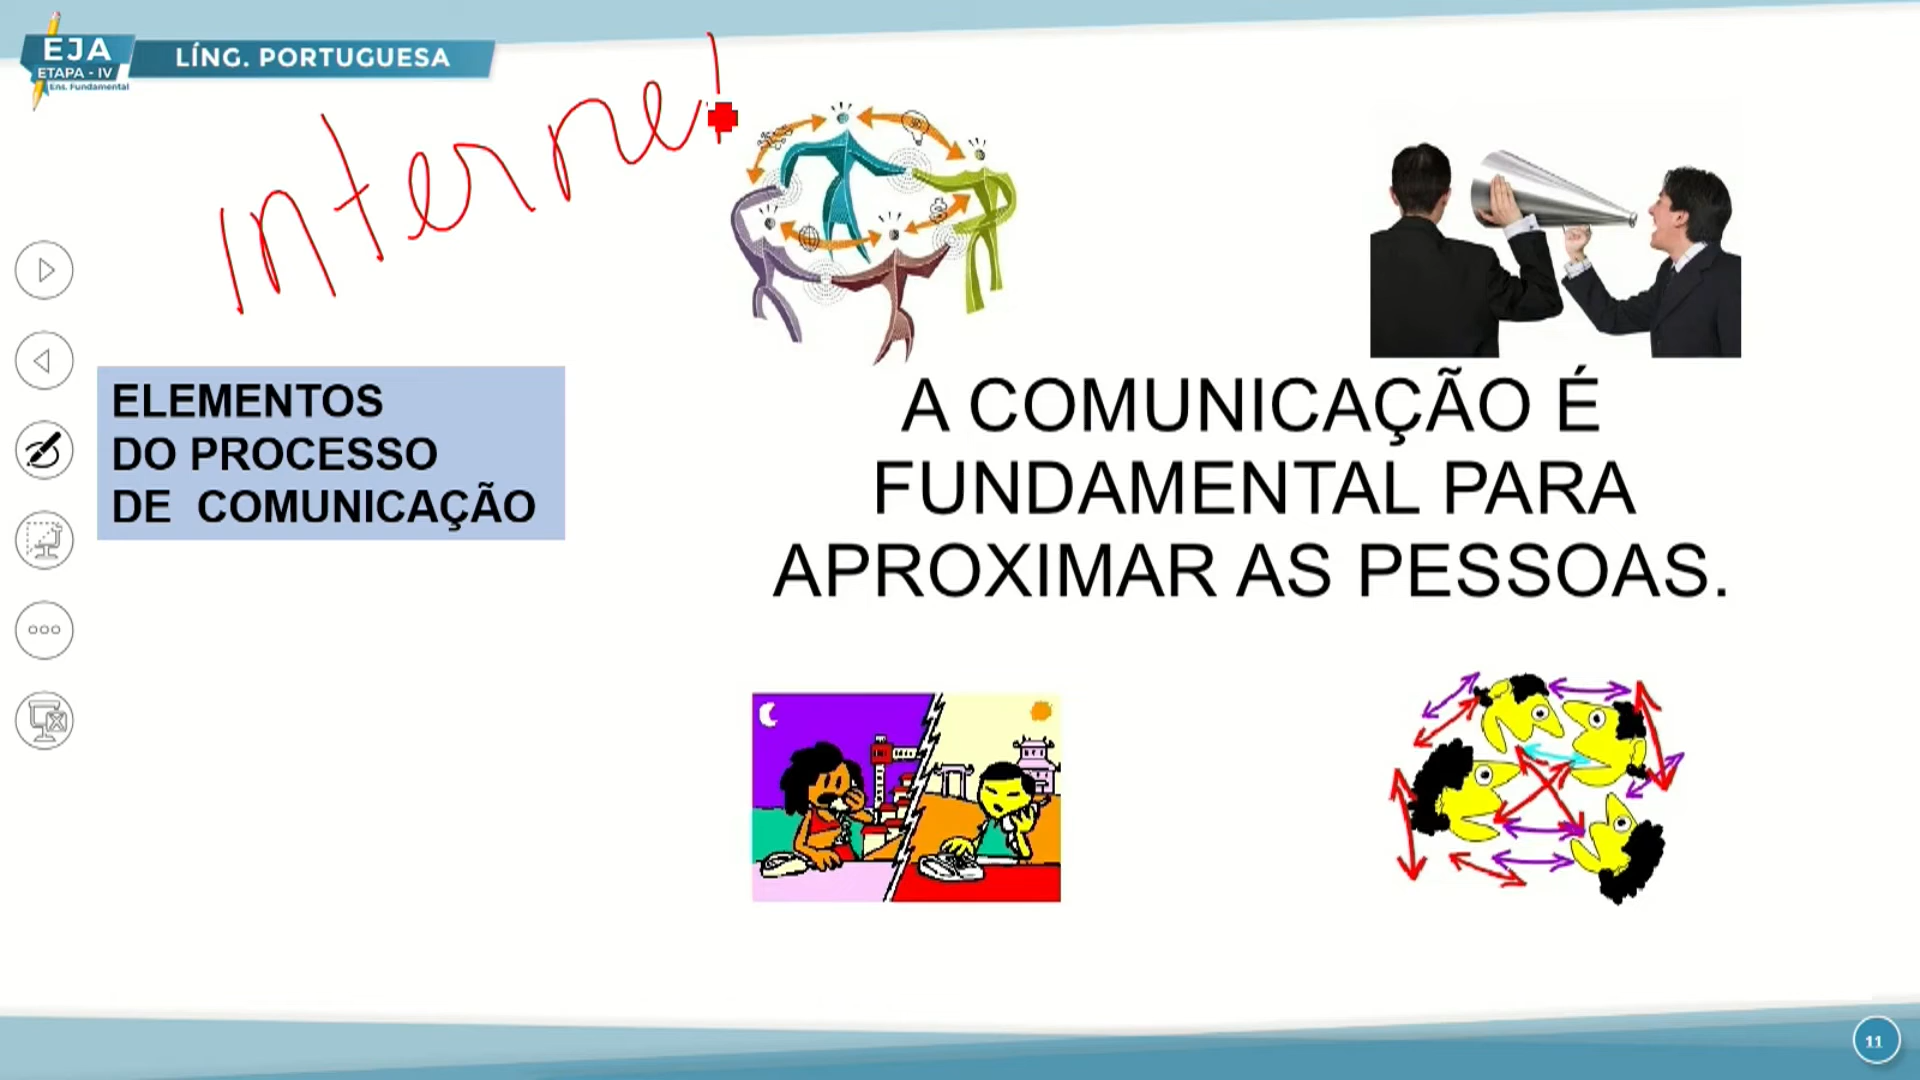 EJA
ETAPA - IV
Ens. Fundamental
LÍNG. PORTUGUESA
interne
ELEMENTOS
DO PROCESSO
DE COMUNICAÇÃO
A COMUNICAÇÃO É
FUNDAMENTAL PARA
APROXIMAR AS PESSOAS.
11